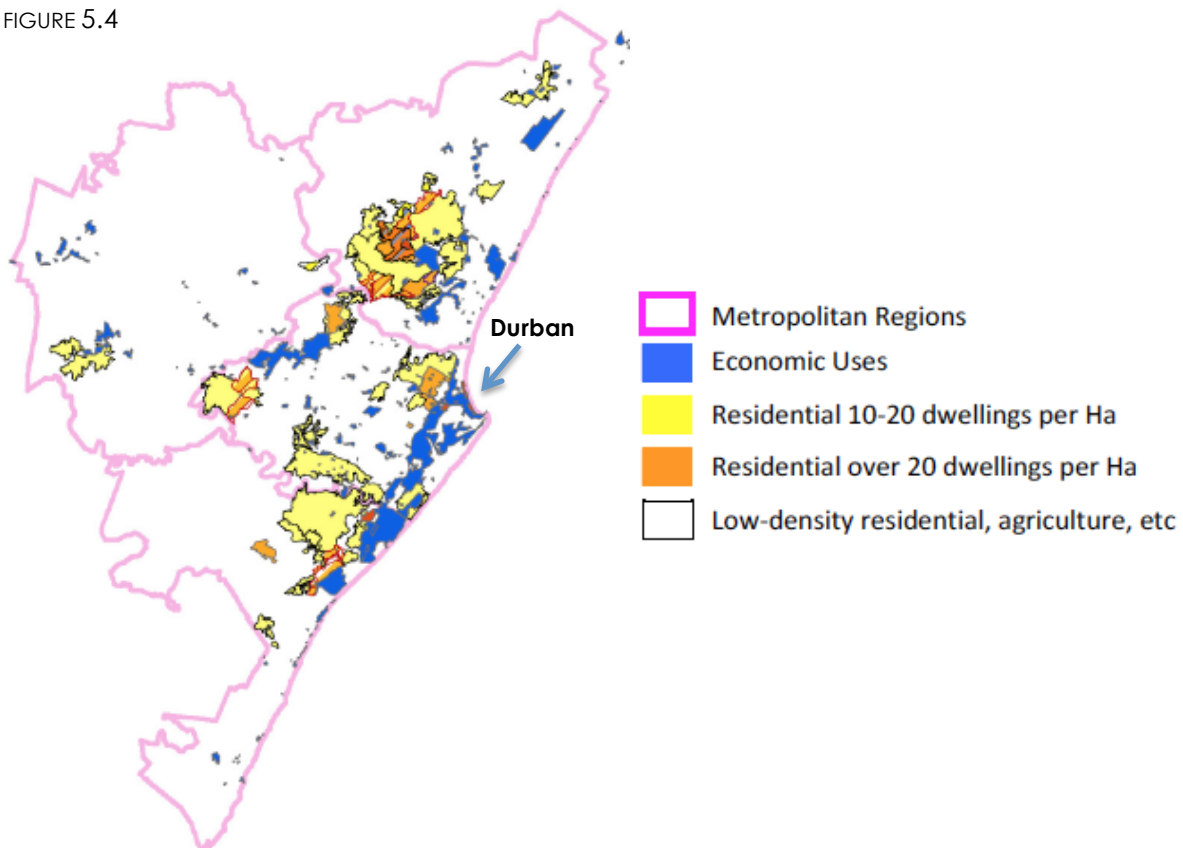 FIGURE 5.4
Durban
Metropolitan Regions
Economic Uses
Residential 10-20 dwellings per Ha
Residential over 20 dwellings per Ha
Low-density residential, agriculture, etc